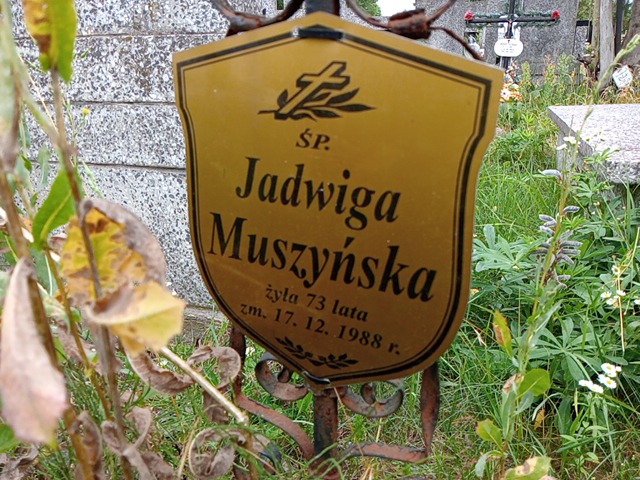 ŚP.
Jadwiga
Muszyńska
żyła 73 lata
zm. 17. 12. 1988 r.